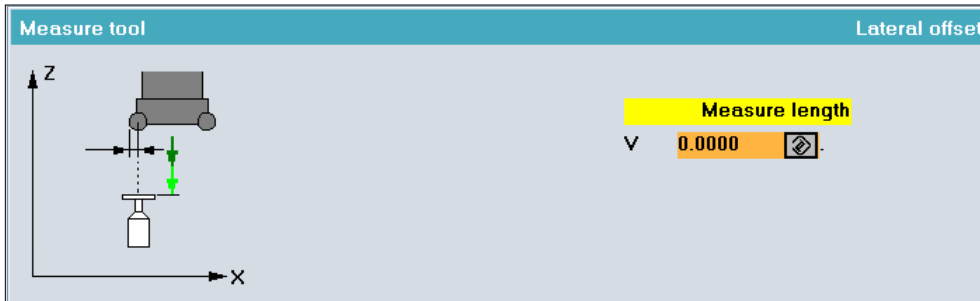 Measure tool Lateral offset
Z
Measure length
V 0.0000 .
X